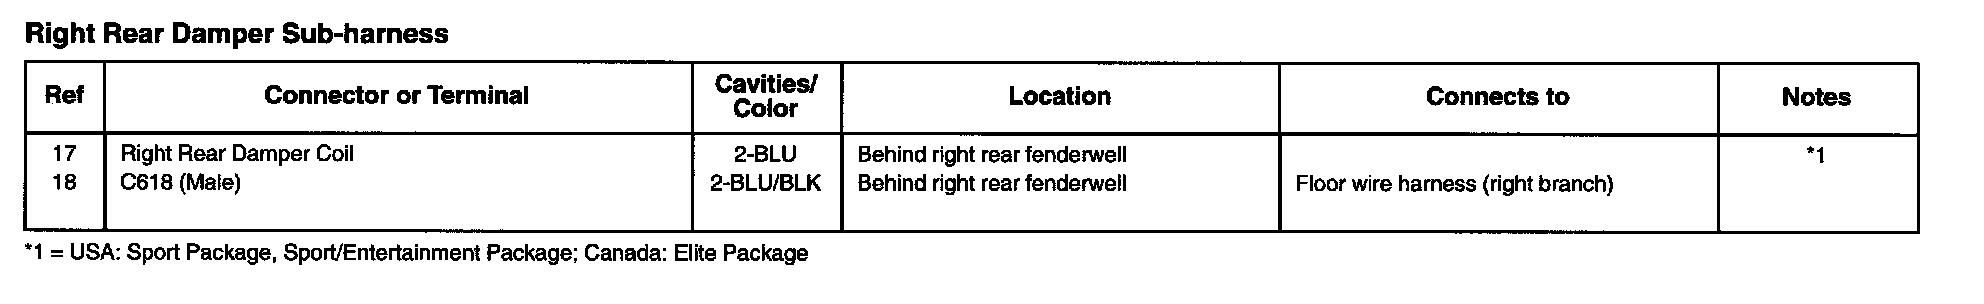 Right Rear Damper Sub-harness
Ref Connector or Terminal Cavities/ Color Location Connects to Notes
17 Right Rear Damper Coil 2-BLU Behind right rear fenderwell *1
18 C618 (Male) 2-BLU/BLK Behind right rear fenderwell Floor wire harness (right branch)
*1 = USA: Sport Package, Sport/Entertainment Package; Canada: Elite Package